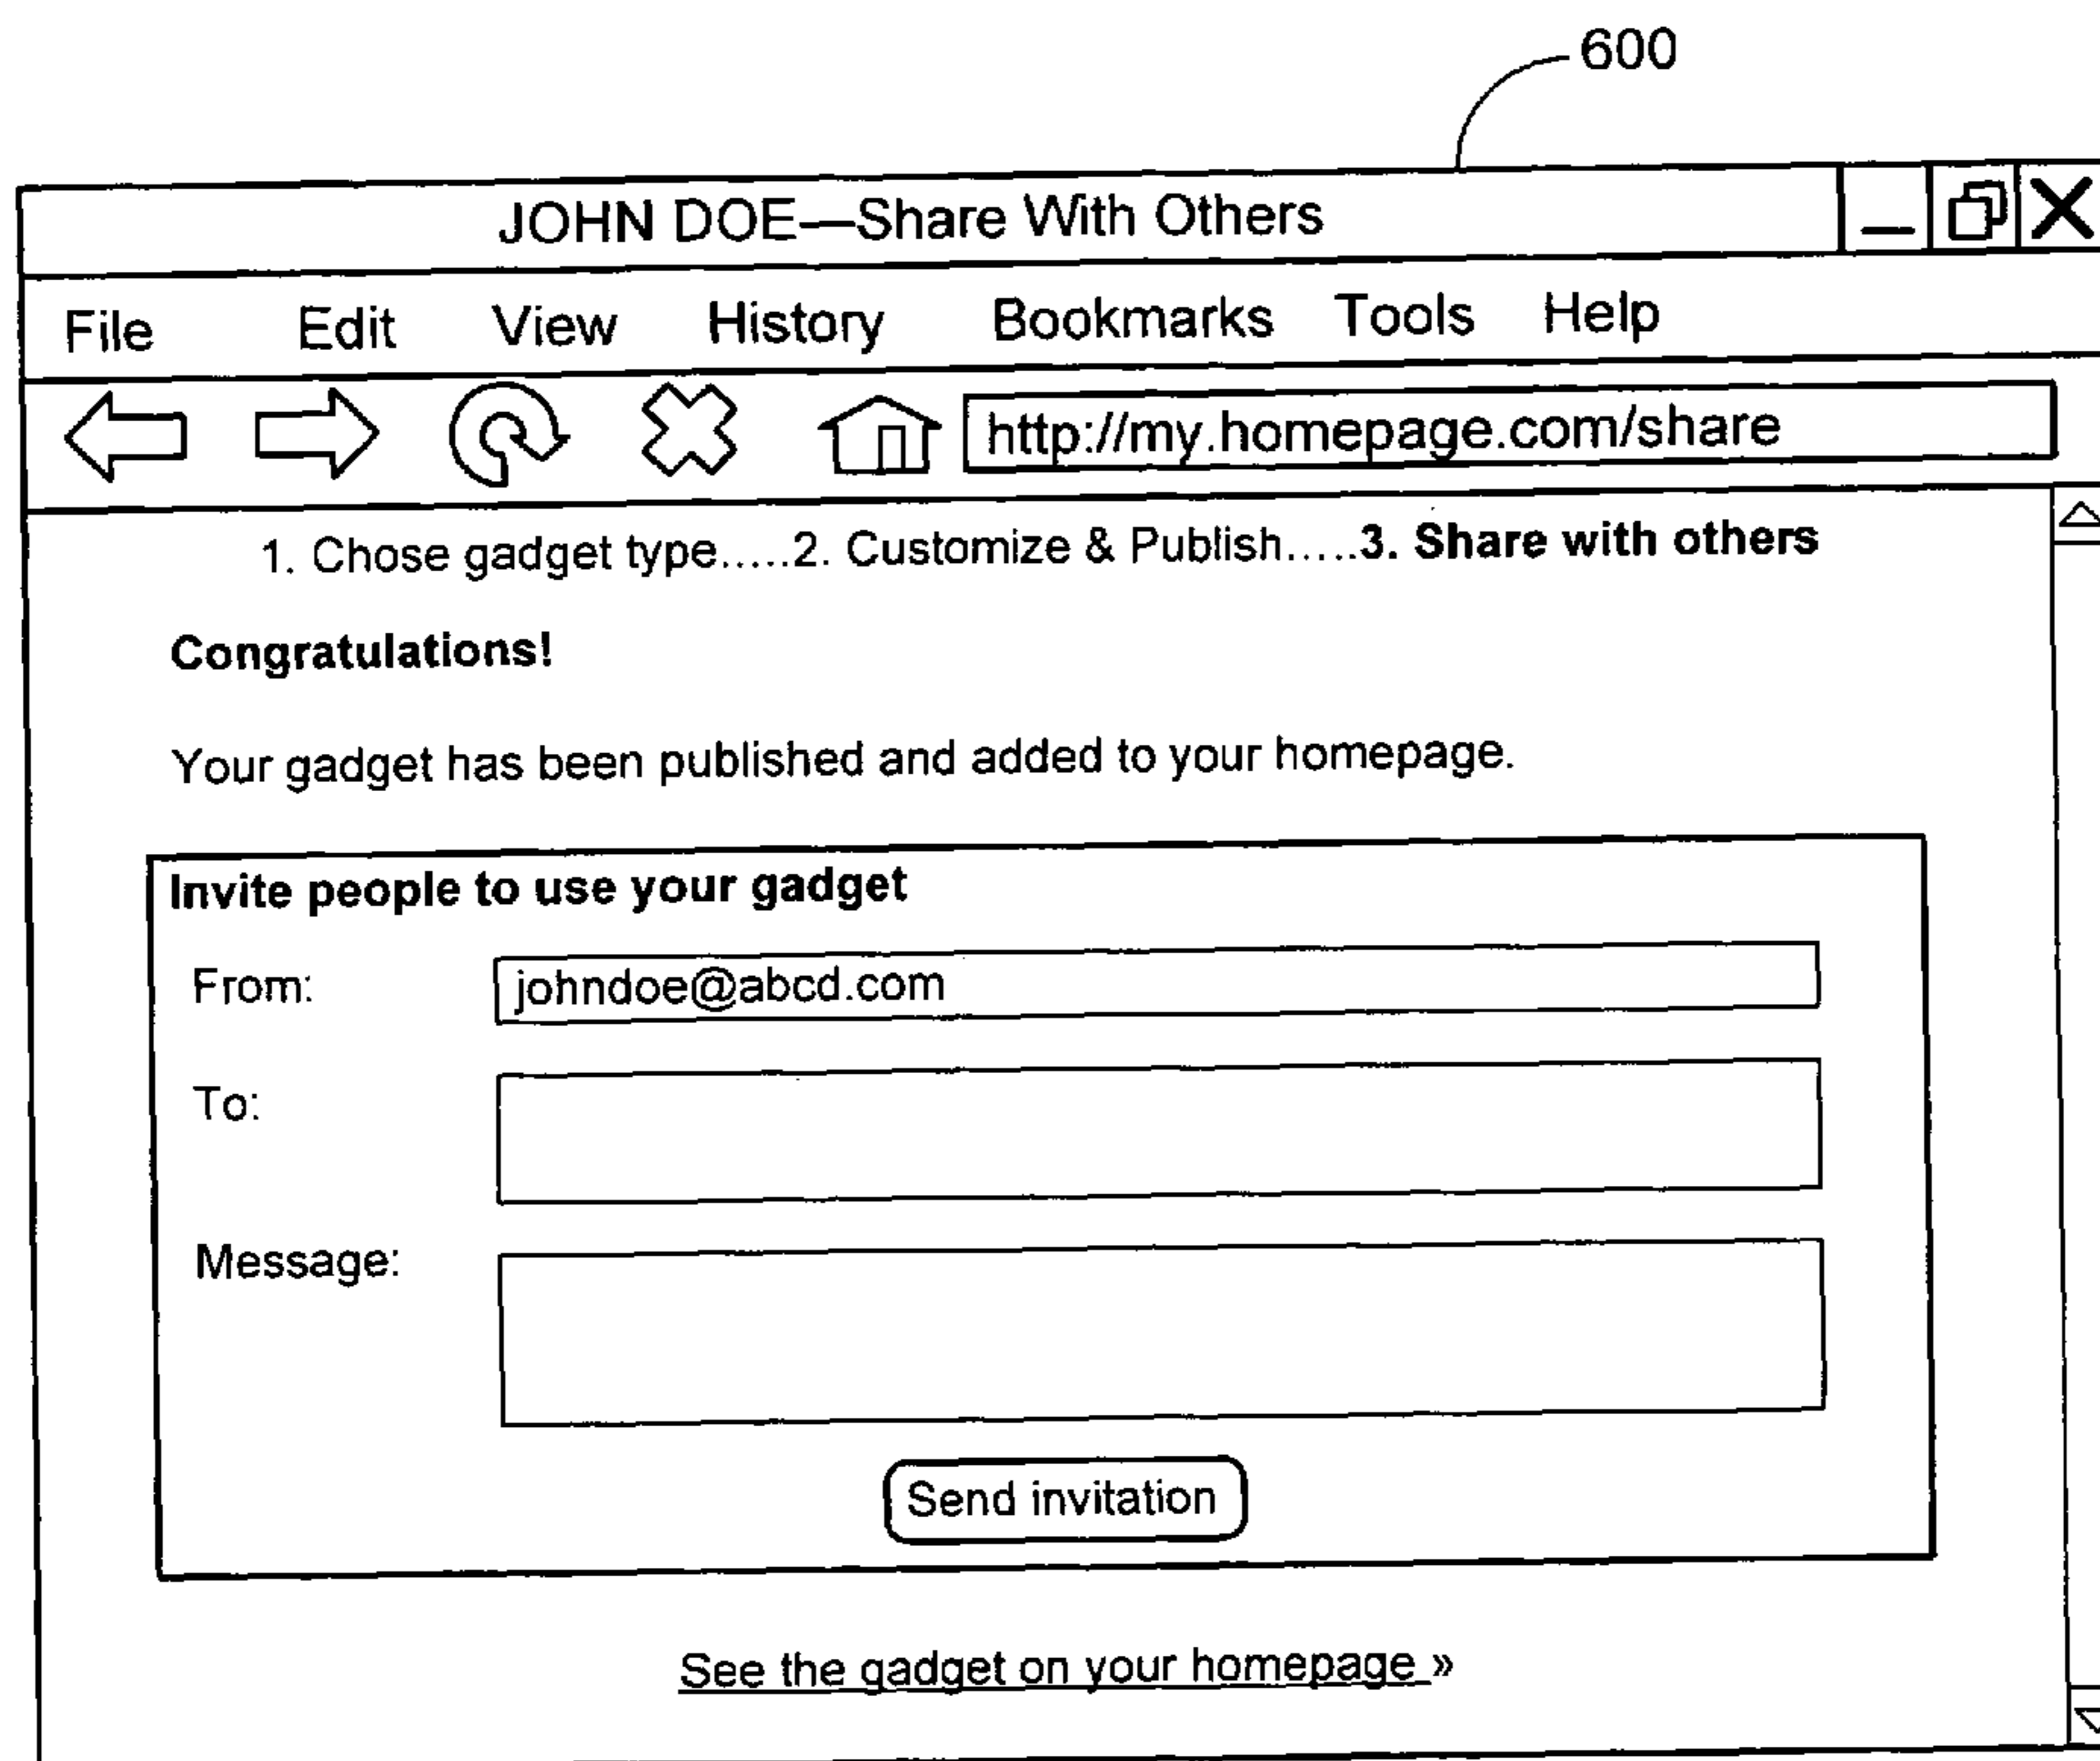 600
JOHN DOE—Share With Others
File Edit View History Bookmarks Tools Help
http://my.homepage.com/share
1. Chose gadget type.....2. Customize & Publish.....3. Share with others
Congratulations!
Your gadget has been published and added to your homepage.
Invite people to use your gadget
From: johndoe@abcd.com
To:
Message:
Send invitation
See the gadget on your homepage »